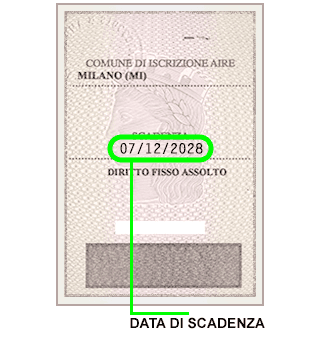 COMUNE DI ISCRIZIONE AIRE
MILANO (MI)
SCADENZA
07/12/2028
DIRITTO FISSO ASSOLTO
DATA DI SCADENZA